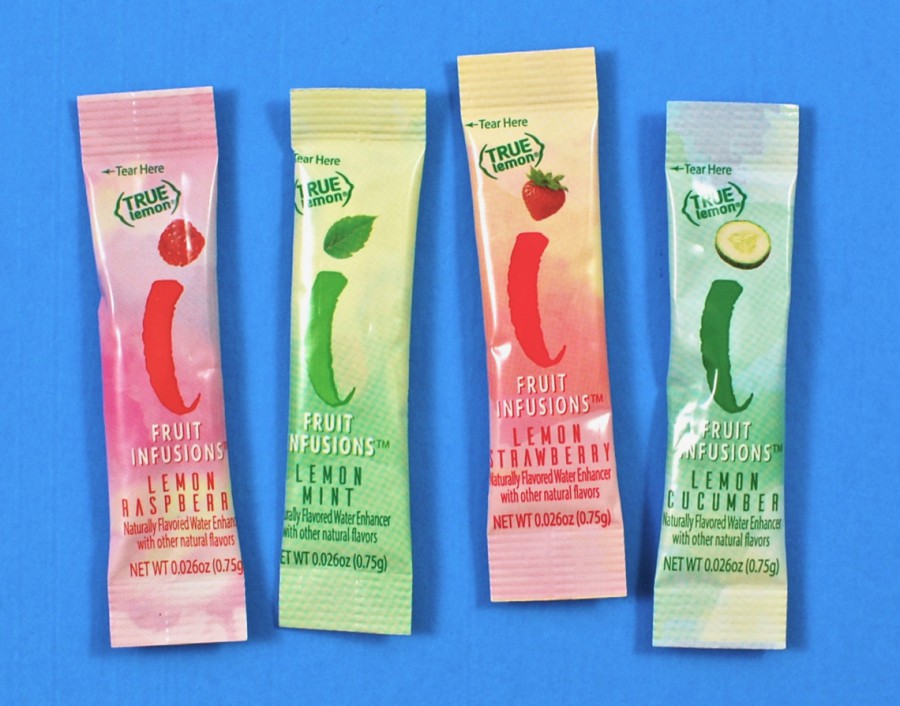 Tear Here
TRUE
lemon®
FRUIT
INFUSIONS™
LEMON
RASPBERR
Naturally Flavored Water Enhanc
with other natural flavors
NET WT 0.026oz (0.75g
Tear Here
TRUE
lemon®
FRUIT
INFUSIONS™
LEMON
MINT
urally Flavored Water Enhancer
with other natural flavors
ET WT 0.026oz (0.75g)
Tear Here
TRUE
lemon®
FRUIT
INFUSIONS™
LEMON
STRAWBERRY
Naturally Flavored Water Enhancer
with other natural flavors
NET WT 0.026oz (0.75g)
Tear Here
TRUE
lemon®
FRUIT
INFUSIONS™
LEMON
CUCUMBER
Naturally Flavored Water Enhancer
with other natural flavors
NET WT 0.026oz (0.75g)